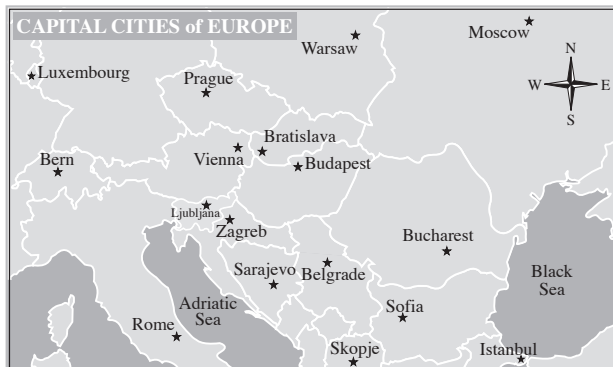 CAPITAL CITIES of EUROPE
Moscow
Warsaw
N
Luxembourg
Prague
W
E
S
Bratislava
Vienna
Budapest
Bern
Ljubljana
Zagreb
Bucharest
Sarajevo
Belgrade
Black
Sea
Adriatic
Sea
Sofia
Rome
Skopje
Istanbul